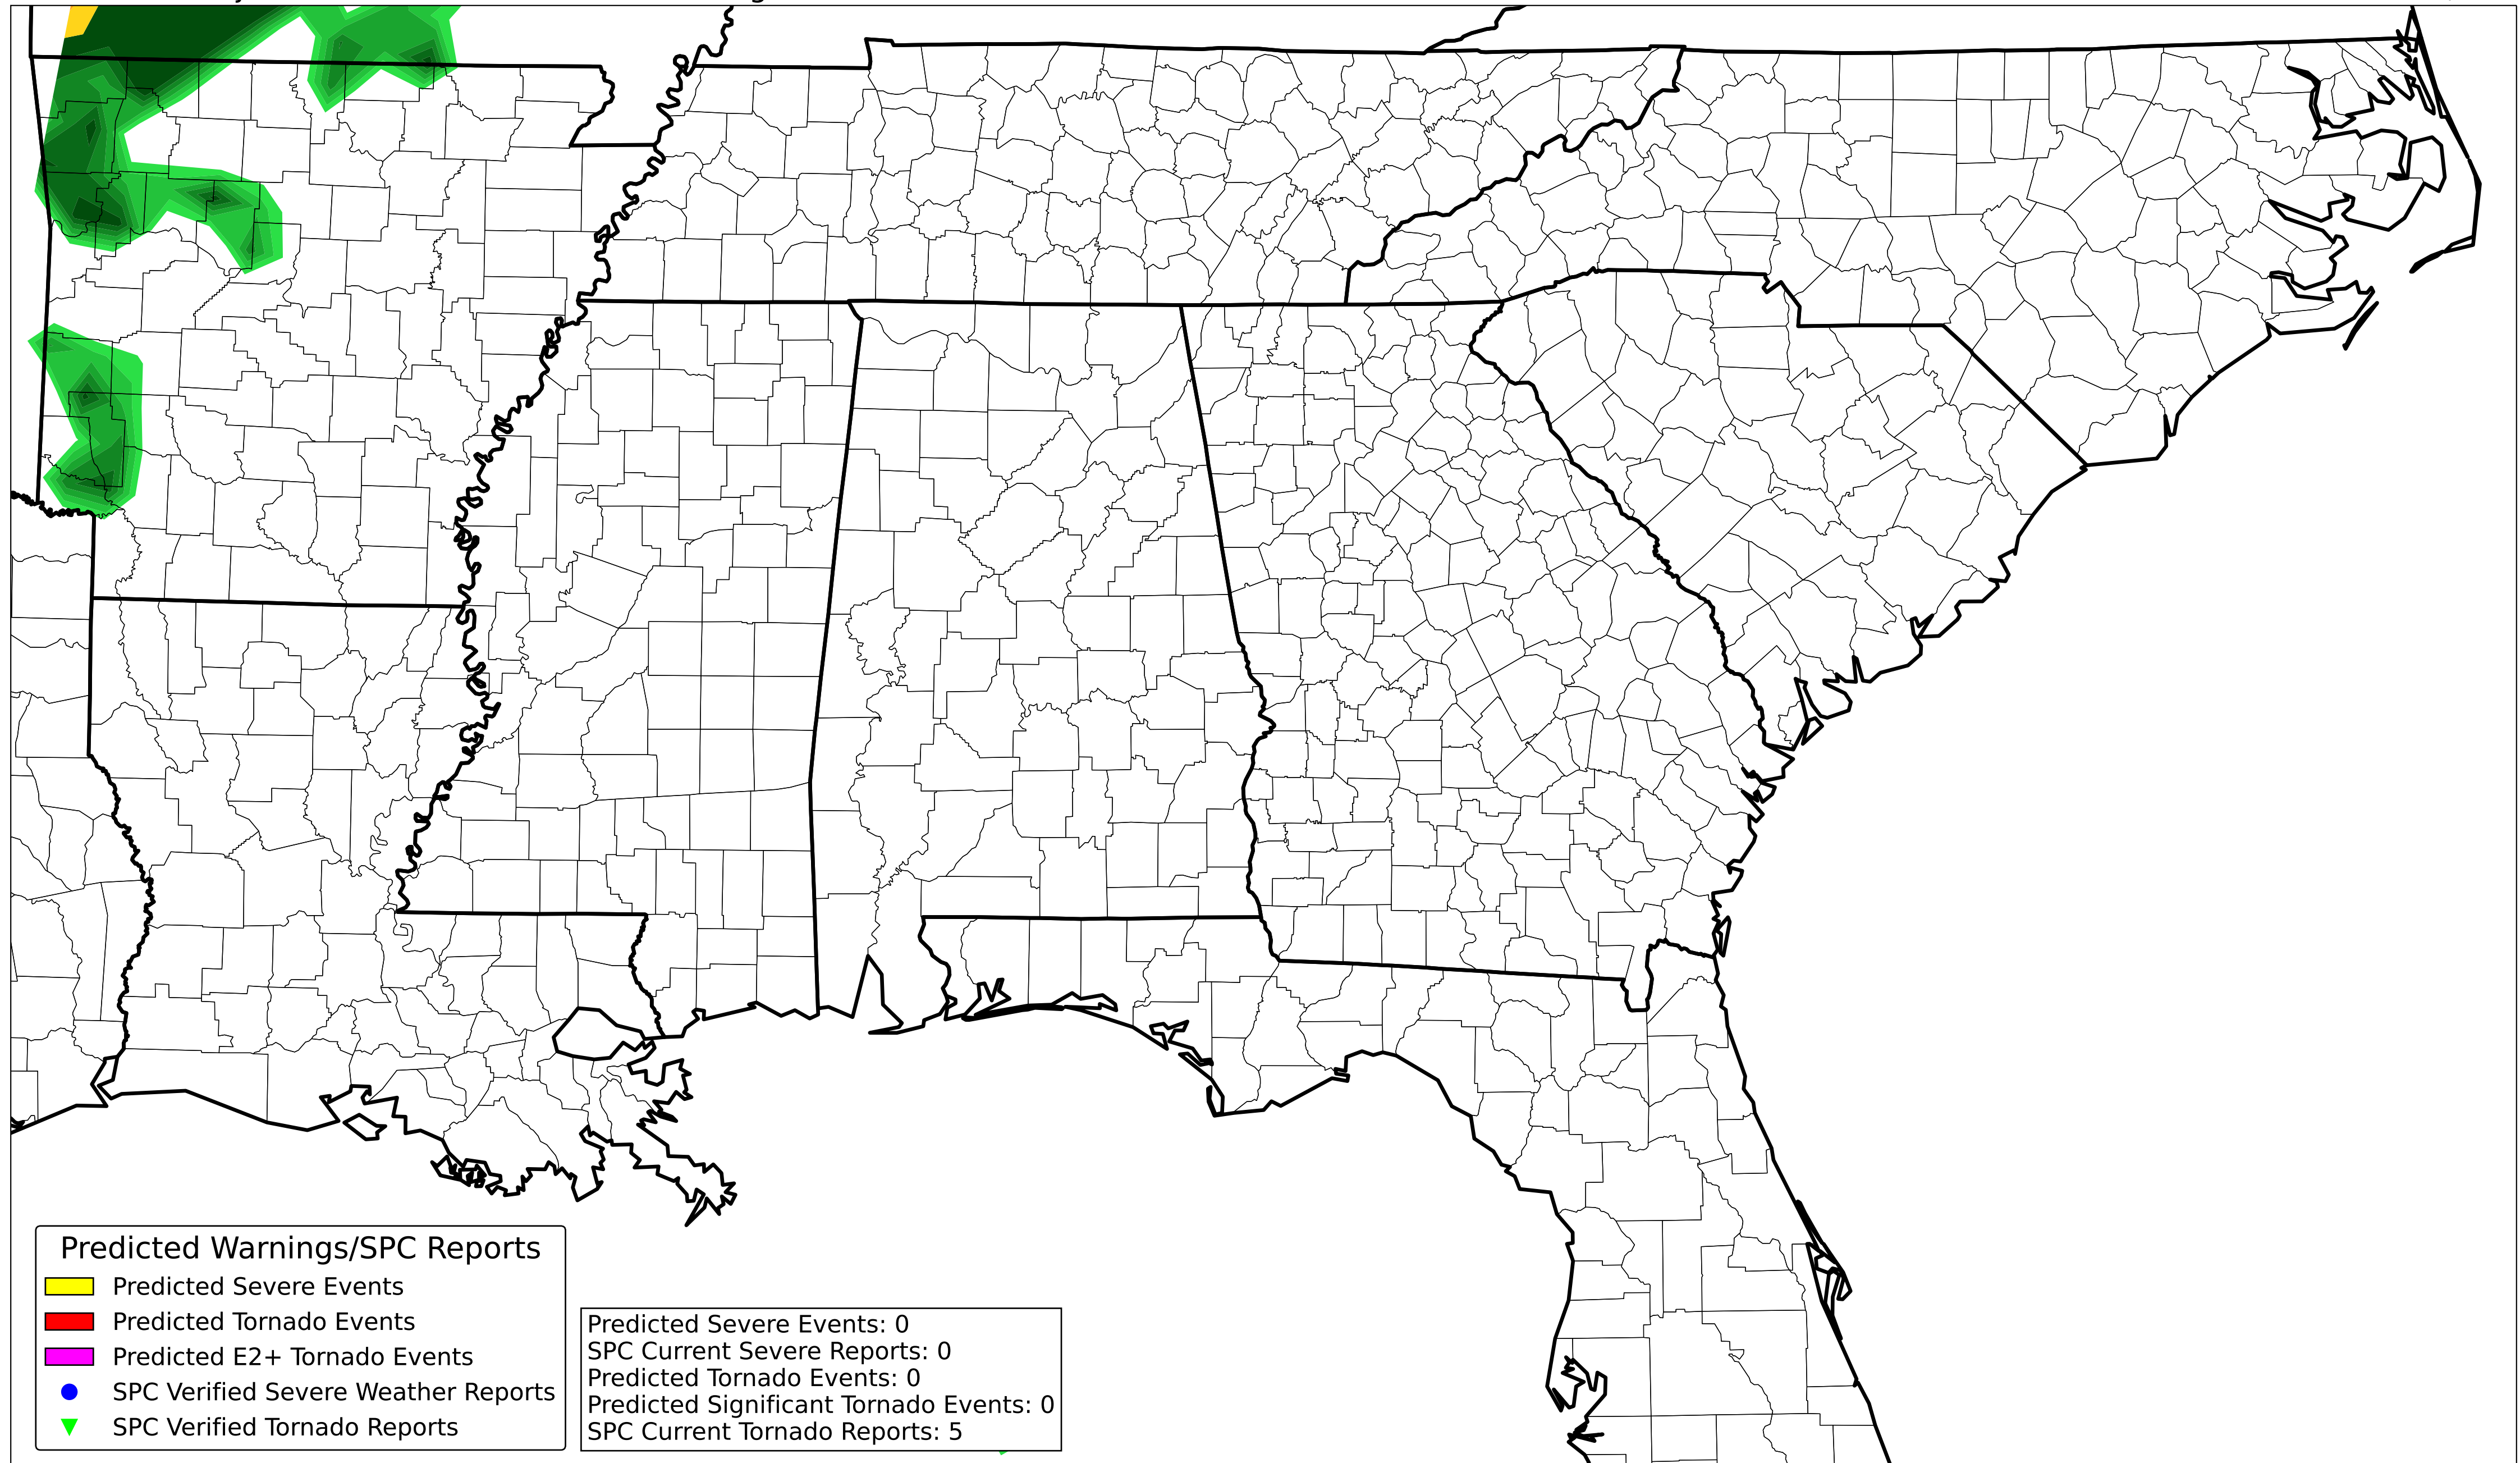 Predicted Warnings/SPC Reports
Predicted Severe Events
Predicted Tornado Events
Predicted E2+ Tornado Events
SPC Verified Severe Weather Reports
SPC Verified Tornado Reports
Predicted Severe Events: 0
SPC Current Severe Reports: 0
Predicted Tornado Events: 0
Predicted Significant Tornado Events: 0
SPC Current Tornado Reports: 5